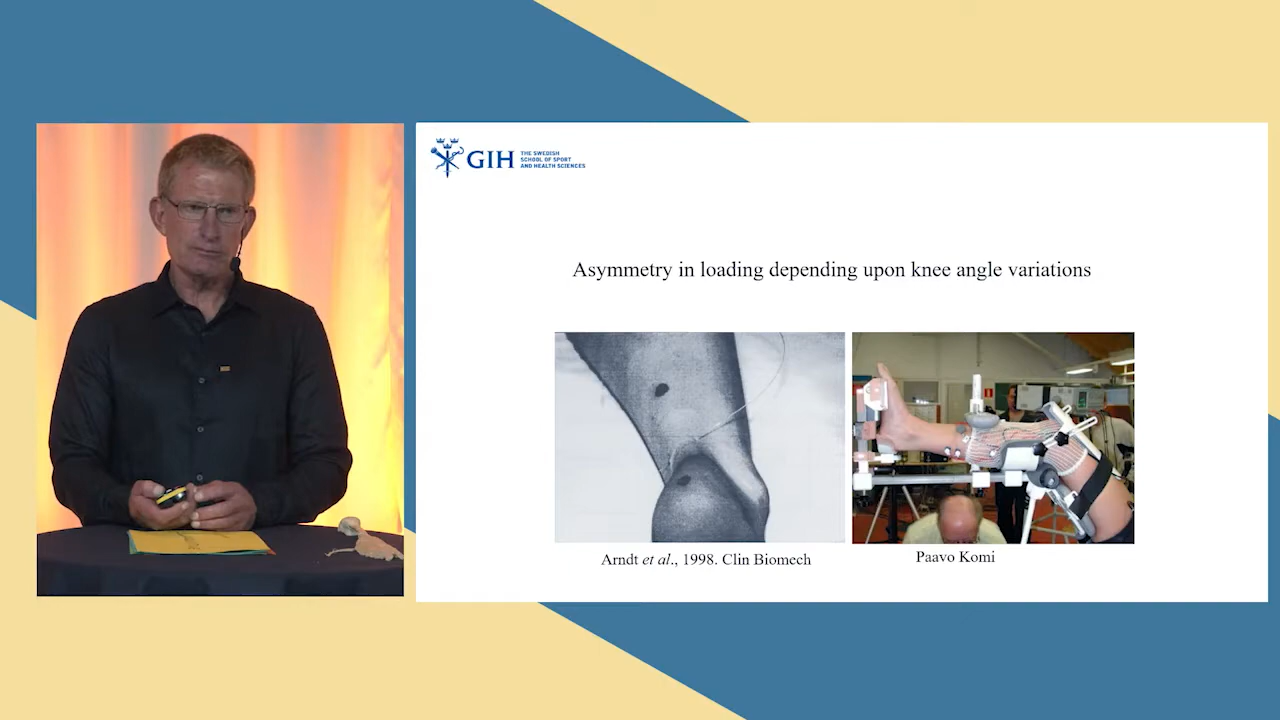 GIH
THE SWEDISH
SCHOOL OF SPORT
AND HEALTH SCIENCES
Asymmetry in loading depending upon knee angle variations
Arndt et al., 1998. Clin Biomech
Paavo Komi